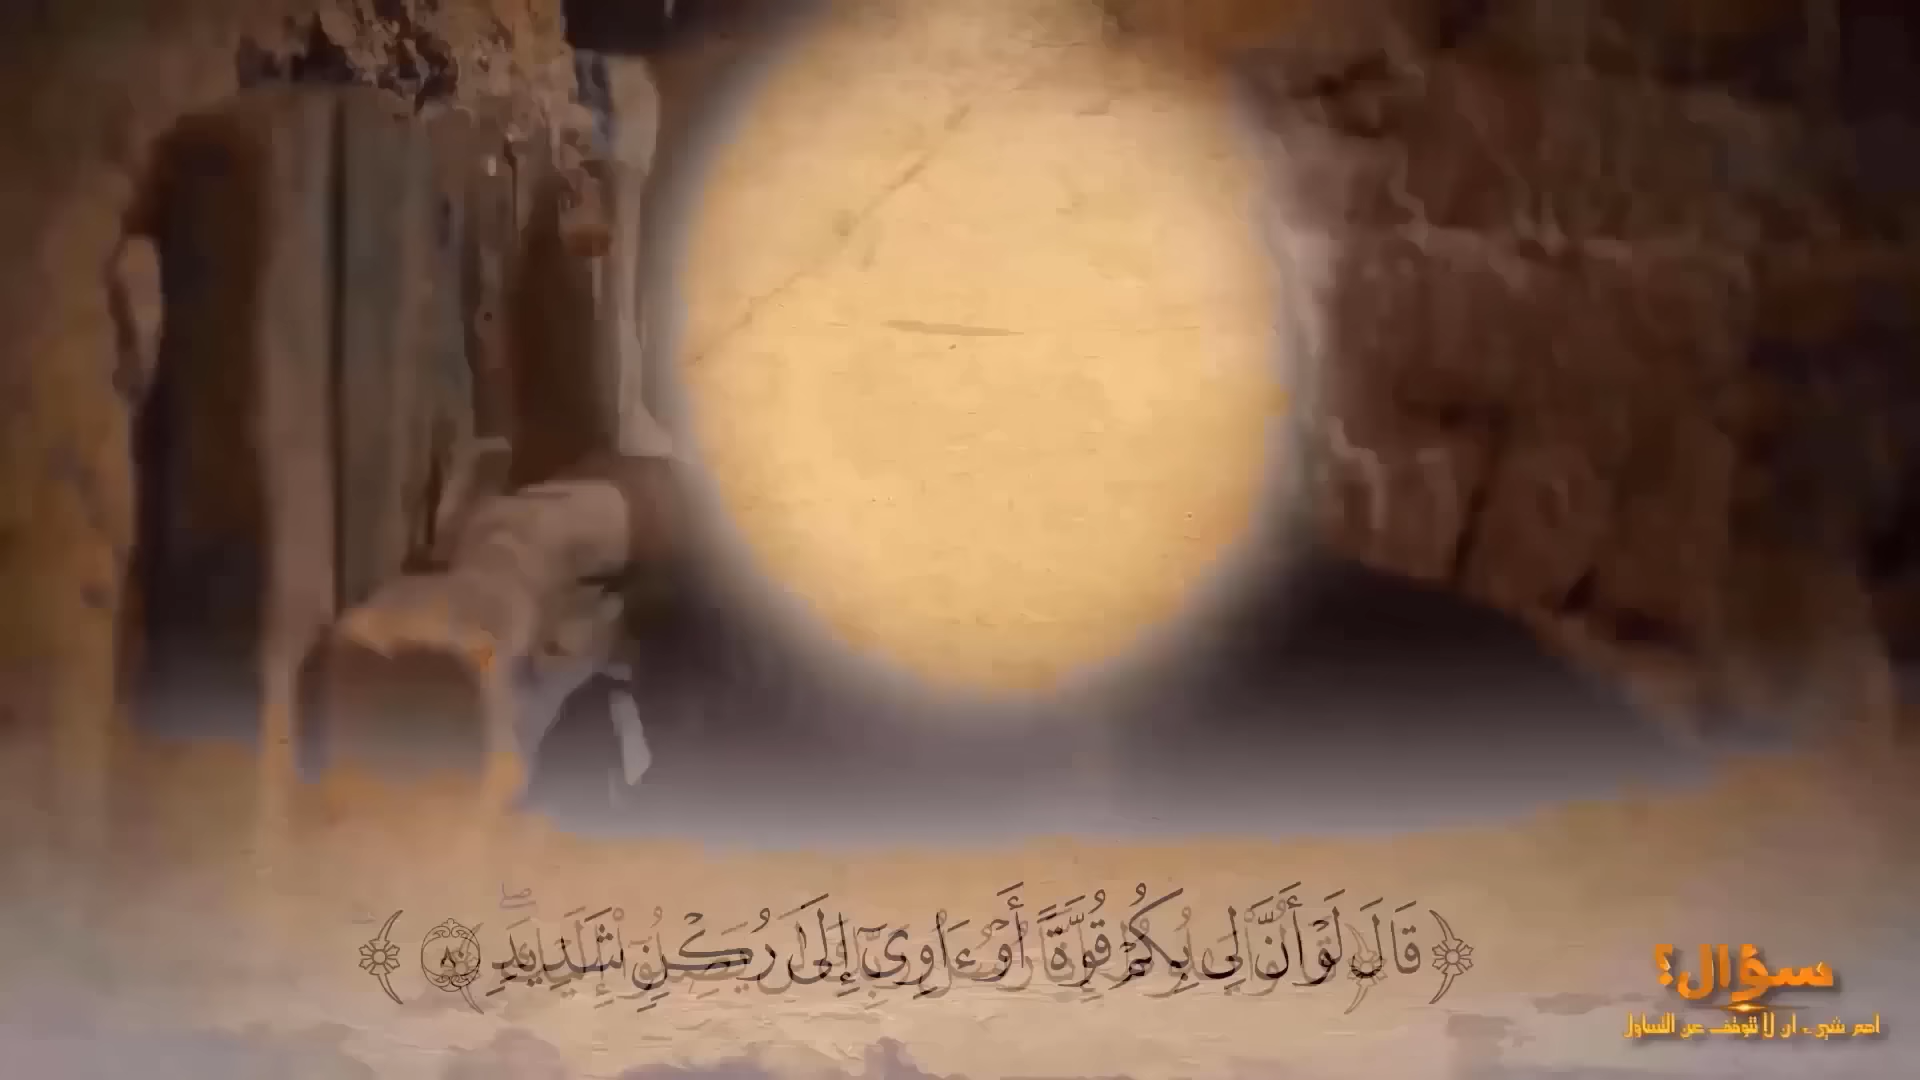 قَالَ لَوۡ أَنَّ لِي بِكُمۡ قُوَّةً أَوۡ ءَاوِيٓ إِلَىٰ رُكۡنٖ شَدِيدٖ ٨٠
سؤال؟
اهم شيء ان لا تتوقف عن التساؤل